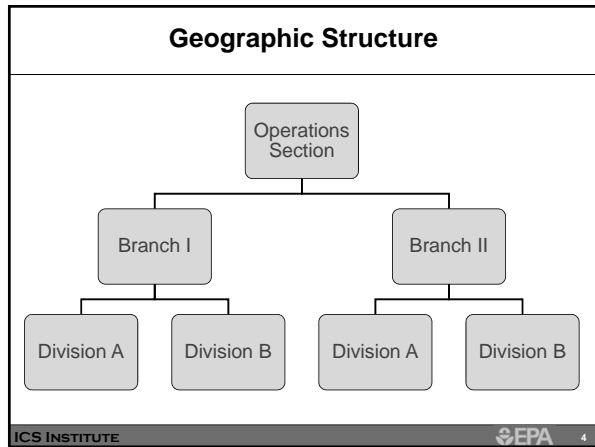 Geographic Structure
Operations
Section
Branch I
Branch II
Division A
Division B
Division A
Division B
ICS INSTITUTE
EPA
4